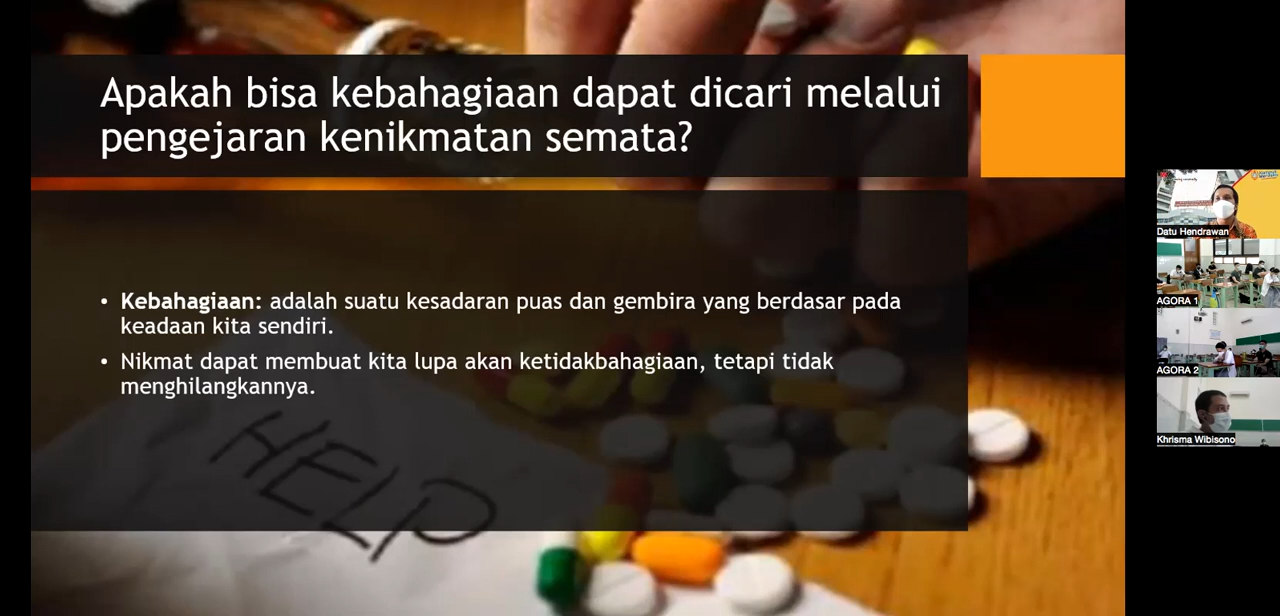 Apakah bisa kebahagiaan dapat dicari melalui
pengejaran kenikmatan semata?
• Kebahagiaan: adalah suatu kesadaran puas dan gembira yang berdasar pada
keadaan kita sendiri.
• Nikmat dapat membuat kita lupa akan ketidakbahagiaan, tetapi tidak
menghilangkannya.
HELP
Datu Hendrawan
AGORA 1
AGORA 2
Khrisma Wibisono